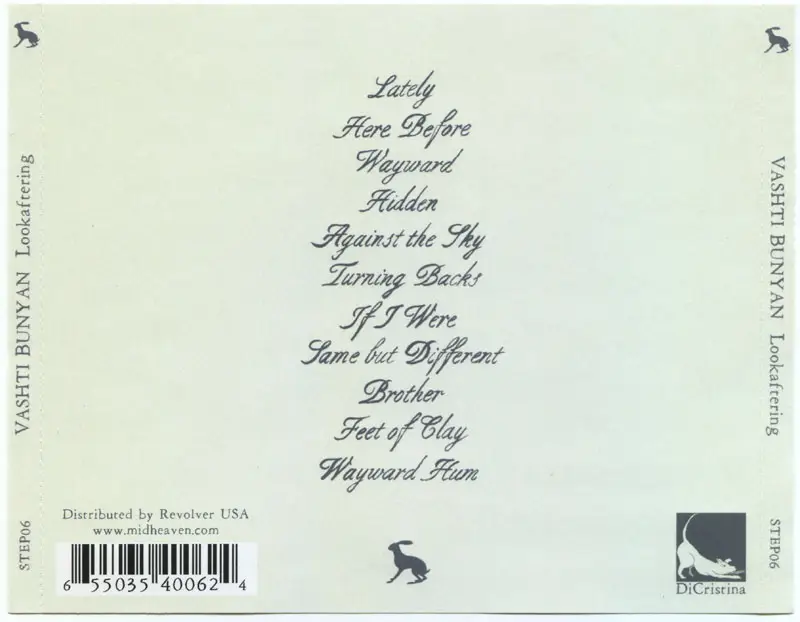 VASHTI BUNYAN Lookaftering
STEP06
Lately
Here Before
Wayward
Hidden
Against the Sky
Turning Backs
If I Were
Same but Different
Brother
Feet of Clay
Wayward Hum
Distributed by Revolver USA
www.midheaven.com
6 55035 40062 4
DiCristina
VASHTI BUNYAN Lookaftering
STEP06